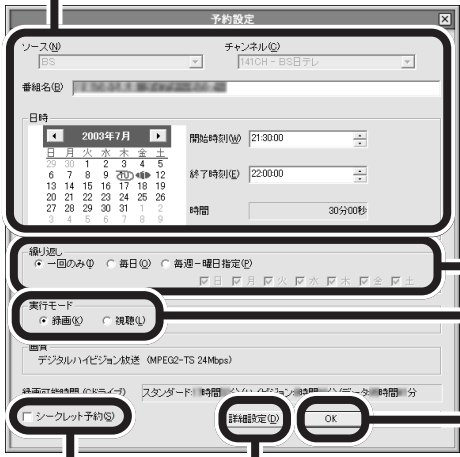 予約設定
ソース(N) チャンネル(C)
BS 141CH - BS日テレ
番組名(B)
日時
2003年7月 開始時刻(W) 21:30:00
日 月 火 水 木 金 土
29 30 1 2 3 4 5
6 7 8 9 10 11 12 終了時刻(E) 22:00:00
13 14 15 16 17 18 19
20 21 22 23 24 25 26
27 28 29 30 31 1 2 時間 30分00秒
3 4 5 6 7 8 9
繰り返し
一回のみ(I) 毎日(O) 毎週-曜日指定(P)
日 月 火 水 木 金 土
実行モード
録画(K) 視聴(L)
画質
デジタルハイビジョン放送 (MPEG2-TS 24Mbps)
録画可能時間 (Cドライブ) スタンダード: 時間 分/ハイビジョン: 時間 分/データ: 時間 分
シークレット予約(S) 詳細設定(D) OK